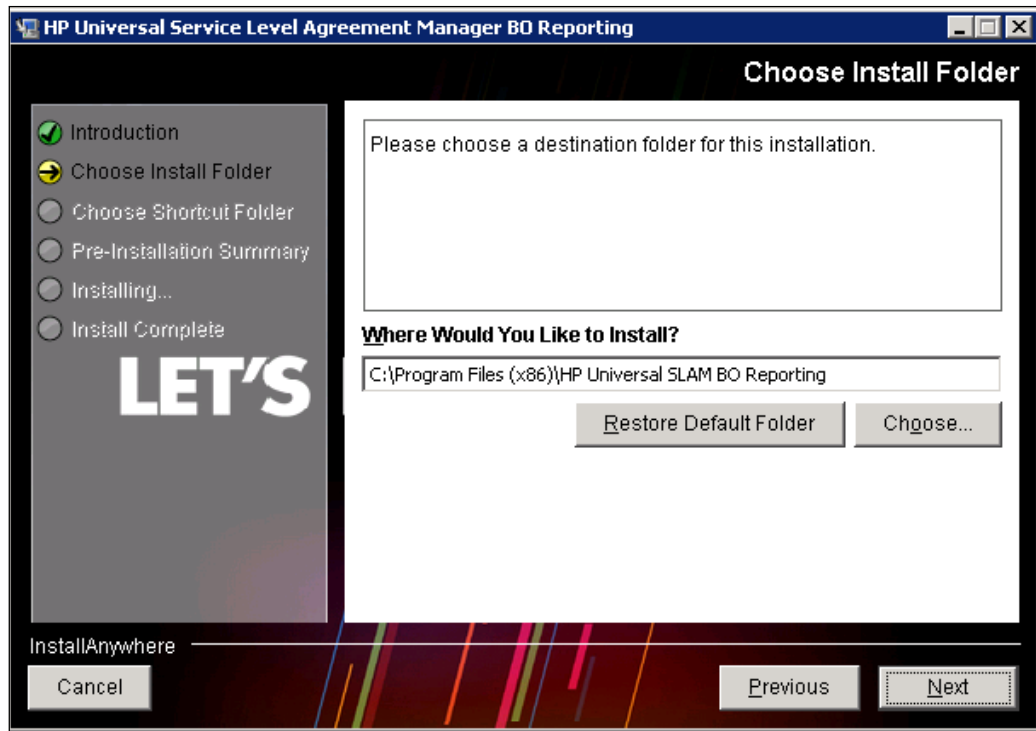 HP Universal Service Level Agreement Manager BO Reporting
Choose Install Folder
Introduction
Choose Install Folder
Choose Shortcut Folder
Pre-Installation Summary
Installing...
Install Complete
LET'S
Please choose a destination folder for this installation.
Where Would You Like to Install?
C:\Program Files (x86)\HP Universal SLAM BO Reporting
Restore Default Folder
Choose...
InstallAnywhere
Cancel
Previous
Next